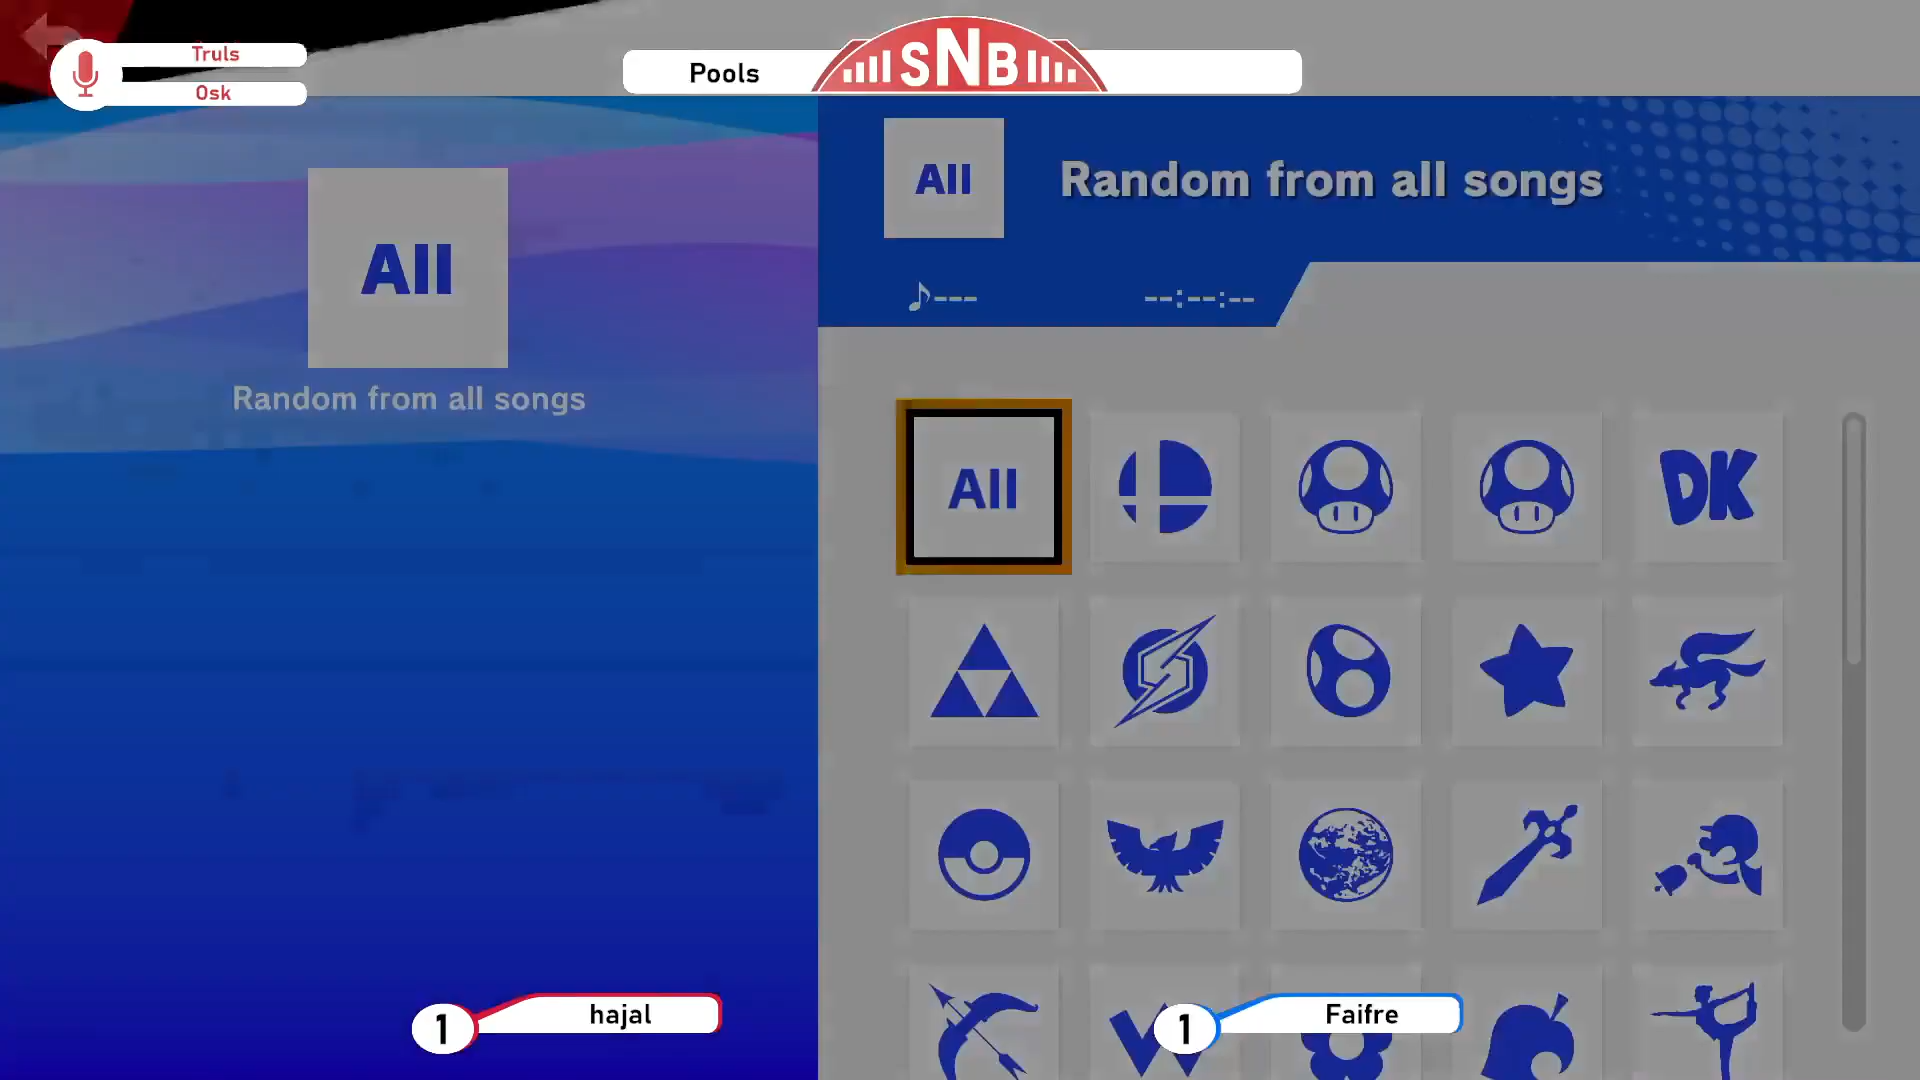 Truls
Osk
Pools
SNB
All
Random from all songs
♪---
--:--:--
All
Random from all songs
All
DK
hajal
1
Faifre
1